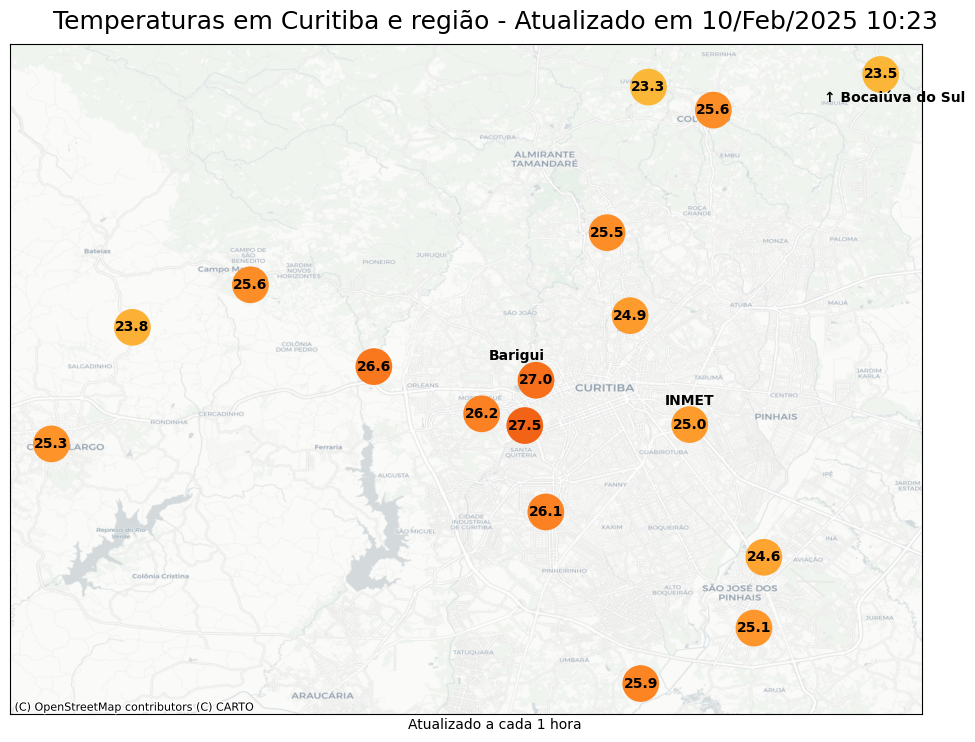 Temperaturas em Curitiba e região - Atualizado em 10/Feb/2025 10:23
SERRINHA
23.5
23.3
↑ Bocaiúva do Sul
25.6
PACOTUBA
ALMIRANTE
TAMANDARÉ
EMBU
ROÇA
GRANDE
25.5
MONZA
PALOMA
Bateias
CAMPO DE
SÃO
BENEDITO
JURUQUI
PIONEIRO
JARDIM
NOVOS
HORIZONTES
Campo
25.6
ATUBA
MAUÁ
SÃO JOÃO
24.9
23.8
COLÔNIA
DOM PEDRO
Barigui
SALGADINHO
26.6
JARDIM
KARLA
TARUMÃ
27.0
ORLEANS
CURITIBA
CENTRO
INMET
26.2
CERCADINHO
RONDINHA
PINHAIS
27.5
25.0
25.3
LARGO
Ferraria
SANTA
QUITÉRIA
GUABIROTUBA
AUGUSTA
IPÊ
FANNY
JARDIM
ESTADE
26.1
CIDADE
INDUSTRIAL
DE CURITIBA
SÃO MIGUEL
XAXIM
BOQUEIRÃO
Represa do Rio
Verde
INA
24.6
AVIAÇÃO
Colônia Cristina
PINHEIRINHO
ALTO
BOQUEIRÃO
SÃO JOSÉ DOS
PINHAIS
JUREMA
25.1
TATUQUARA
UMBARÁ
25.9
ARUJÁ
ARAUCÁRIA
(C) OpenStreetMap contributors (C) CARTO
Atualizado a cada 1 hora